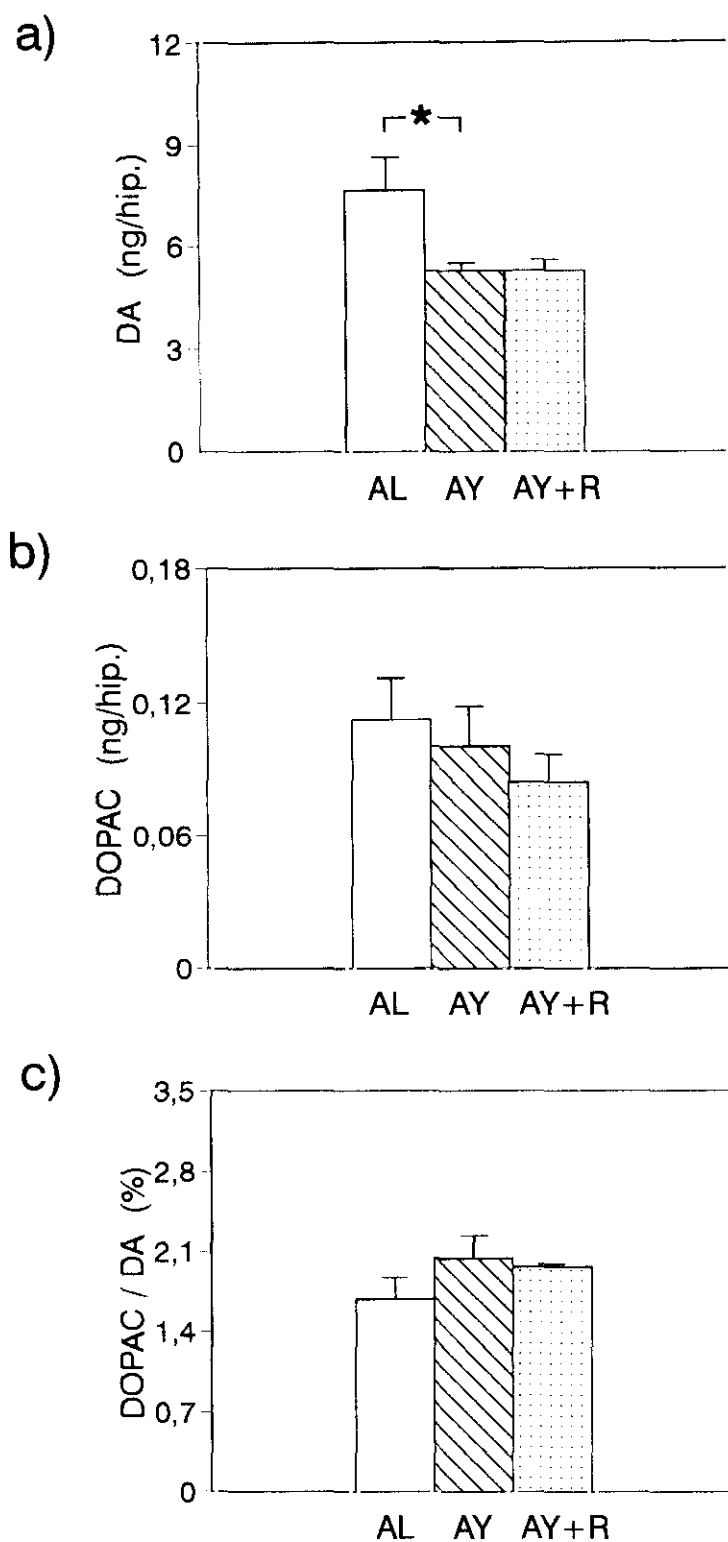 a)
12
9
6
3
0
DA (ng/hip.)
*
AL AY AY+R
b)
0,18
0,12
0,06
0
DOPAC (ng/hip.)
AL AY AY+R
c)
3,5
2,8
2,1
1,4
0,7
0
DOPAC / DA (%)
AL AY AY+R